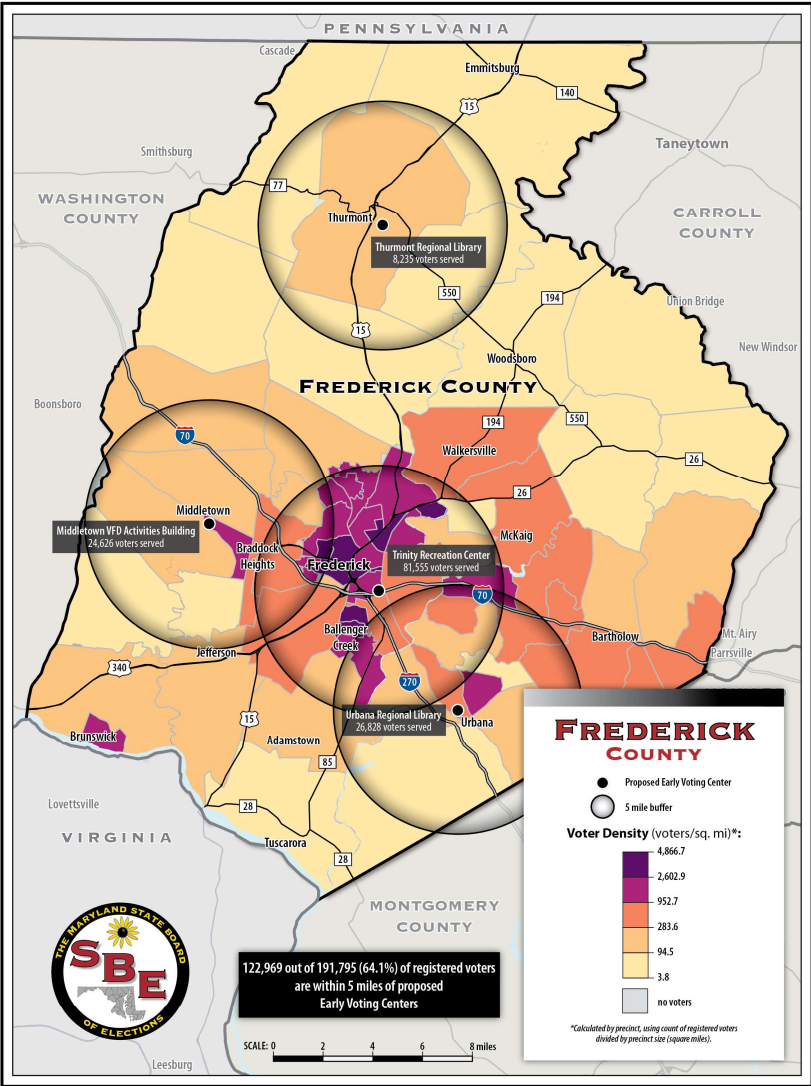 PENNSYLVANIA
Cascade
Emmitsburg
140
15
Taneytown
Smithsburg
77
WASHINGTON
COUNTY
CARROLL
COUNTY
Thurmont
Thurmont Regional Library
8,235 voters served
550
194
Union Bridge
15
New Windsor
Woodsboro
FREDERICK COUNTY
Boonsboro
194
550
70
Walkersville
26
26
Middletown
Middletown VFD Activities Building
24,626 voters served
McKaig
Braddock
Heights
Frederick
Trinity Recreation Center
81,555 voters served
70
Ballenger
Creek
Bartholow
Mt. Airy
Parrsville
Jefferson
340
270
Urbana Regional Library
26,828 voters served
Urbana
15
Brunswick
Adamstown
85
Lovettsville
28
VIRGINIA
Tuscarora
28
MONTGOMERY
COUNTY
FREDERICK
COUNTY
Proposed Early Voting Center
5 mile buffer
Voter Density (voters/sq. mi)*:
4,866.7
2,602.9
952.7
283.6
94.5
3.8
no voters
*Calculated by precinct, using count of registered voters
divided by precinct size (square miles).
THE MARYLAND STATE BOARD
SBE
OF ELECTIONS
122,969 out of 191,795 (64.1%) of registered voters
are within 5 miles of proposed
Early Voting Centers
SCALE: 0 2 4 6 8 miles
Leesburg